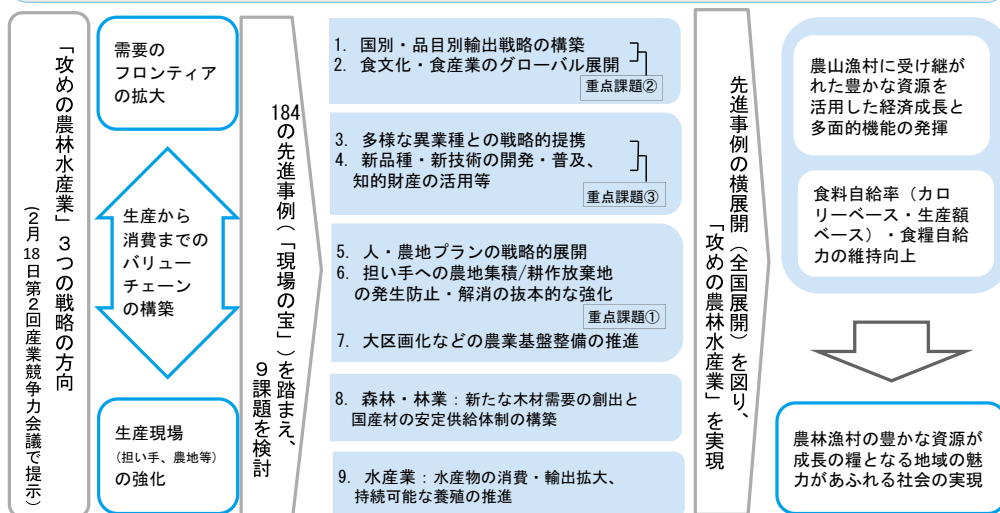 「攻めの農林水産業」３つの戦略の方向
（２月18日第２回産業競争力会議で提示）
需要の
フロンティア
の拡大
生産から
消費までの
バリュー
チェーン
の構築
生産現場
（担い手、農地等）
の強化
184の先進事例（「現場の宝」）を踏まえ、
９課題を検討
1. 国別・品目別輸出戦略の構築
2. 食文化・食産業のグローバル展開
重点課題②
3. 多様な異業種との戦略的提携
4. 新品種・新技術の開発・普及、
知的財産の活用等
重点課題③
5. 人・農地プランの戦略的展開
6. 担い手への農地集積/耕作放棄地
の発生防止・解消の抜本的な強化
重点課題①
7. 大区画化などの農業基盤整備の推進
8. 森林・林業：新たな木材需要の創出と
国産材の安定供給体制の構築
9. 水産業：水産物の消費・輸出拡大、
持続可能な養殖の推進
先進事例の横展開（全国展開）を図り、
「攻めの農林水産業」を実現
農山漁村に受け継が
れた豊かな資源を
活用した経済成長と
多面的機能の発揮
食料自給率（カロ
リーベース・生産額
ベース）・食糧自給
力の維持向上
農林漁村の豊かな資源が
成長の糧となる地域の魅
力があふれる社会の実現